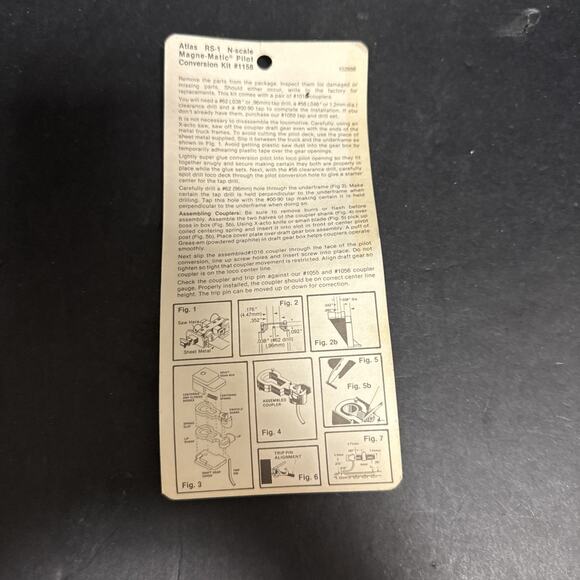 Atlas RS-1 N-scale
Magne-Matic® Pilot
Conversion Kit #1158
Remove the parts from the package. Inspect them for damaged or
missing parts. Should either occur, write to the factory for
replacements. This kit comes with a pair of #1016 couplers.
You will need a #62 (.038" or .96mm) tap drill, a #56 (.046" or 1.2mm dia.)
clearance drill and a #00-90 tap to complete the installation. If you
don't already have them, purchase our #1059 tap and drill set.
It is not necessary to disassemble the locomotive. Carefully, using an
X-acto saw, saw off the coupler draft gear even with the ends of the
metal truck frames. To avoid cutting the pilot deck, use the piece of
sheet metal supplied. Slip it between the truck and the underframe as
shown in Fig. 1. Avoid getting plastic saw dust into the gear box by
temporarily adhering plastic tape over the gear openings.
Lightly super glue conversion pilot into loco pilot opening so they fit
together snugly and secure making certain they both are properly in
place while the glue sets. Next, with the #56 clearance drill, carefully
spot drill loco deck through the pilot conversion hole to give a starter
center for the tap drill.
Carefully drill a #62 (96mm) hole through the underframe (Fig 2). Make
certain the tap drill is held perpendicular to the underframe when
drilling. Tap this hole with the #00-90 tap making certain it is held
perpendicular to the underframe when doing so.
Assembling Couplers: Be sure to remove burrs or flash before
assembly. Assemble the two halves of the coupler shank (Fig. 4) over
boss in box (Fig. 5b). Using X-acto knife or small blade (Fig. 5) pick up
coiled centering spring and insert it into slot in front of center pivot
post (Fig. 5b). Place cover plate over draft gear box assembly. A puff of
Greas-em (powdered graphite) in draft gear box helps couplers operate
smoothly.
Next slip the assembled #1016 coupler through the face of the pilot
conversion, line up screw holes and insert screw into place. Do not
tighten so tight that coupler movement is restricted. Align draft gear so
coupler is on the loco center line.
Check the coupler and trip pin against our #1055 and #1056 coupler
gauge. Properly installed, the coupler should be on correct center line
height. The trip pin can be moved up or down for correction.
Fig. 1
Saw Here
Sheet Metal
Fig. 2
.176"
(4.47mm)
.352"
.092"
.038" (#62 drill)
(.96mm)
Fig. 2b
Fig. 3
ASSEMBLED
COUPLER
Fig. 4
Fig. 5
Fig. 5b
TRIP PIN
ALIGNMENT
Fig. 6
Fig. 7